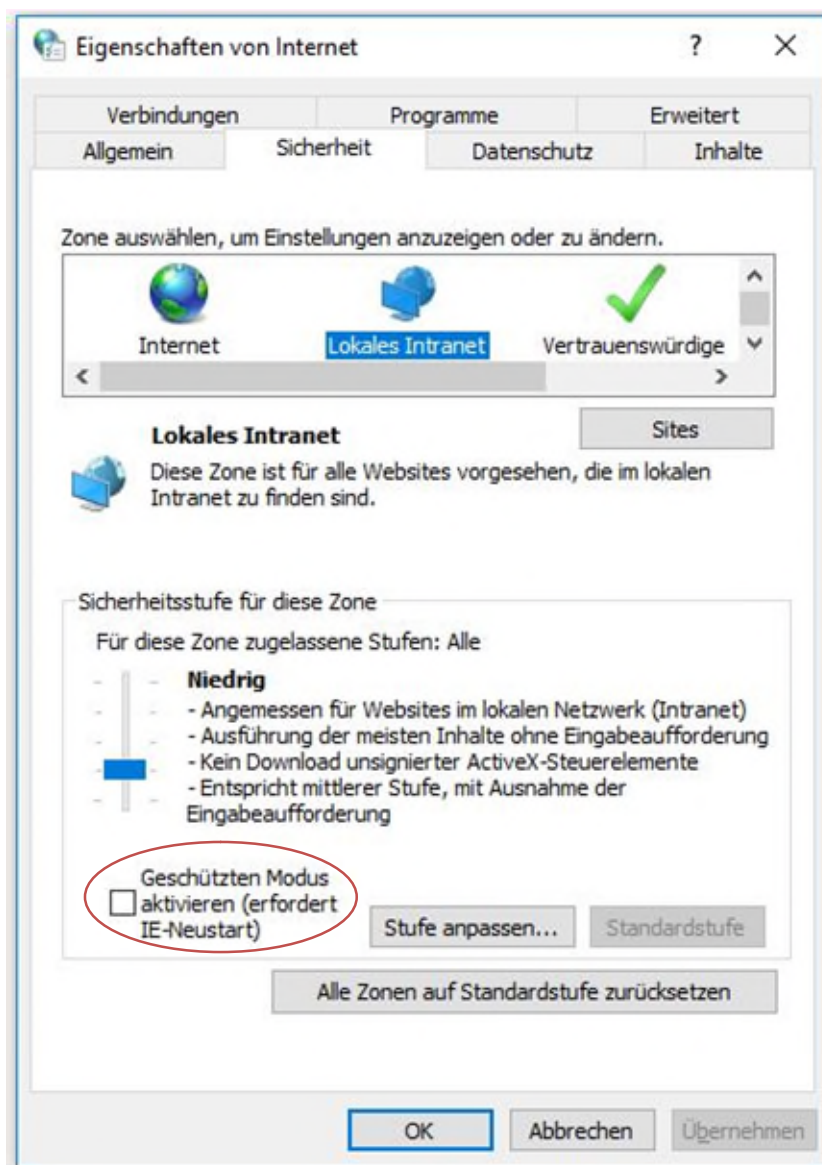 Eigenschaften von Internet
?
Verbindungen
Programme
Erweitert
Allgemein
Sicherheit
Datenschutz
Inhalte
Zone auswählen, um Einstellungen anzuzeigen oder zu ändern.
Internet
Lokales Intranet
Vertrauenswürdige
Lokales Intranet
Sites
Diese Zone ist für alle Websites vorgesehen, die im lokalen
Intranet zu finden sind.
Sicherheitsstufe für diese Zone
Für diese Zone zugelassene Stufen: Alle
Niedrig
- Angemessen für Websites im lokalen Netzwerk (Intranet)
- Ausführung der meisten Inhalte ohne Eingabeaufforderung
- Kein Download unsignierter ActiveX-Steuerelemente
- Entspricht mittlerer Stufe, mit Ausnahme der
Eingabeaufforderung
Geschützten Modus
aktivieren (erfordert
IE-Neustart)
Stufe anpassen...
Standardstufe
Alle Zonen auf Standardstufe zurücksetzen
OK
Abbrechen
Übernehmen